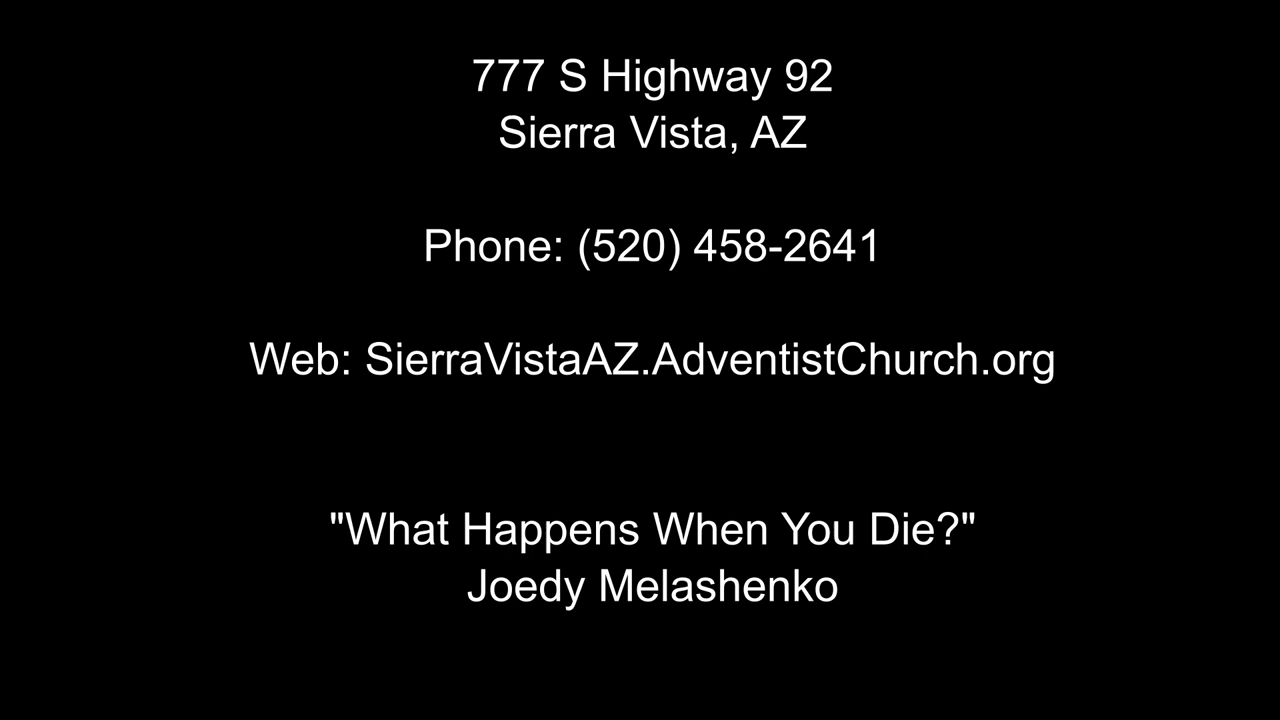 777 S Highway 92
Sierra Vista, AZ
Phone: (520) 458-2641
Web: SierraVistaAZ.AdventistChurch.org
"What Happens When You Die?"
Joedy Melashenko